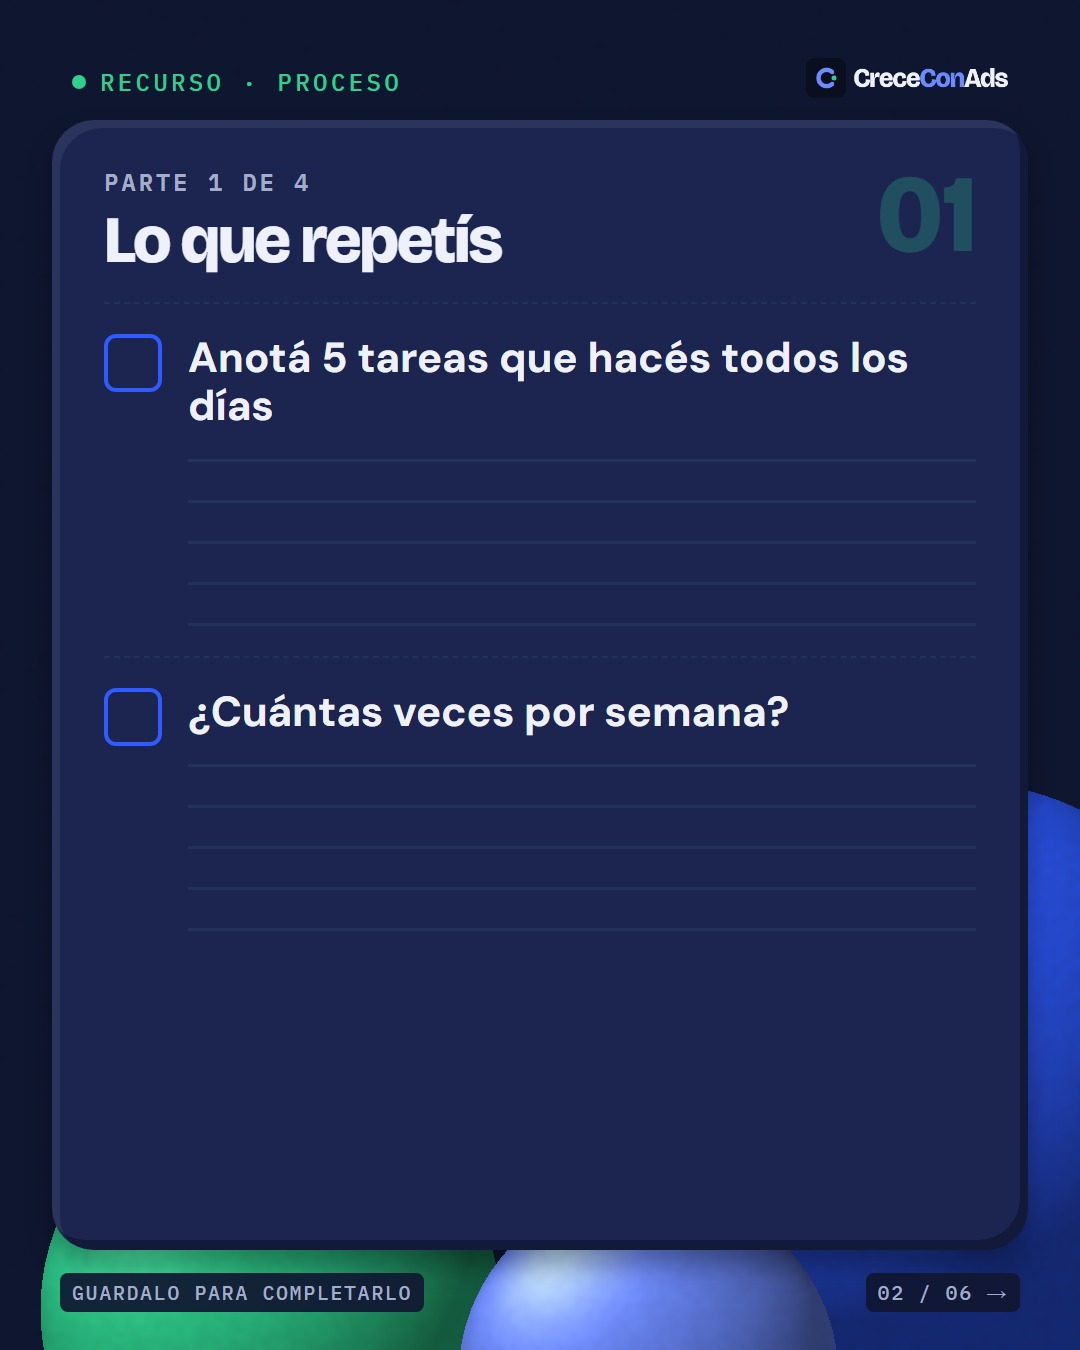 RECURSO · PROCESO
CreceConAds
PARTE 1 DE 4
01
Lo que repetís
Anotá 5 tareas que hacés todos los
días
¿Cuántas veces por semana?
GUARDALO PARA COMPLETARLO
02 / 06 →